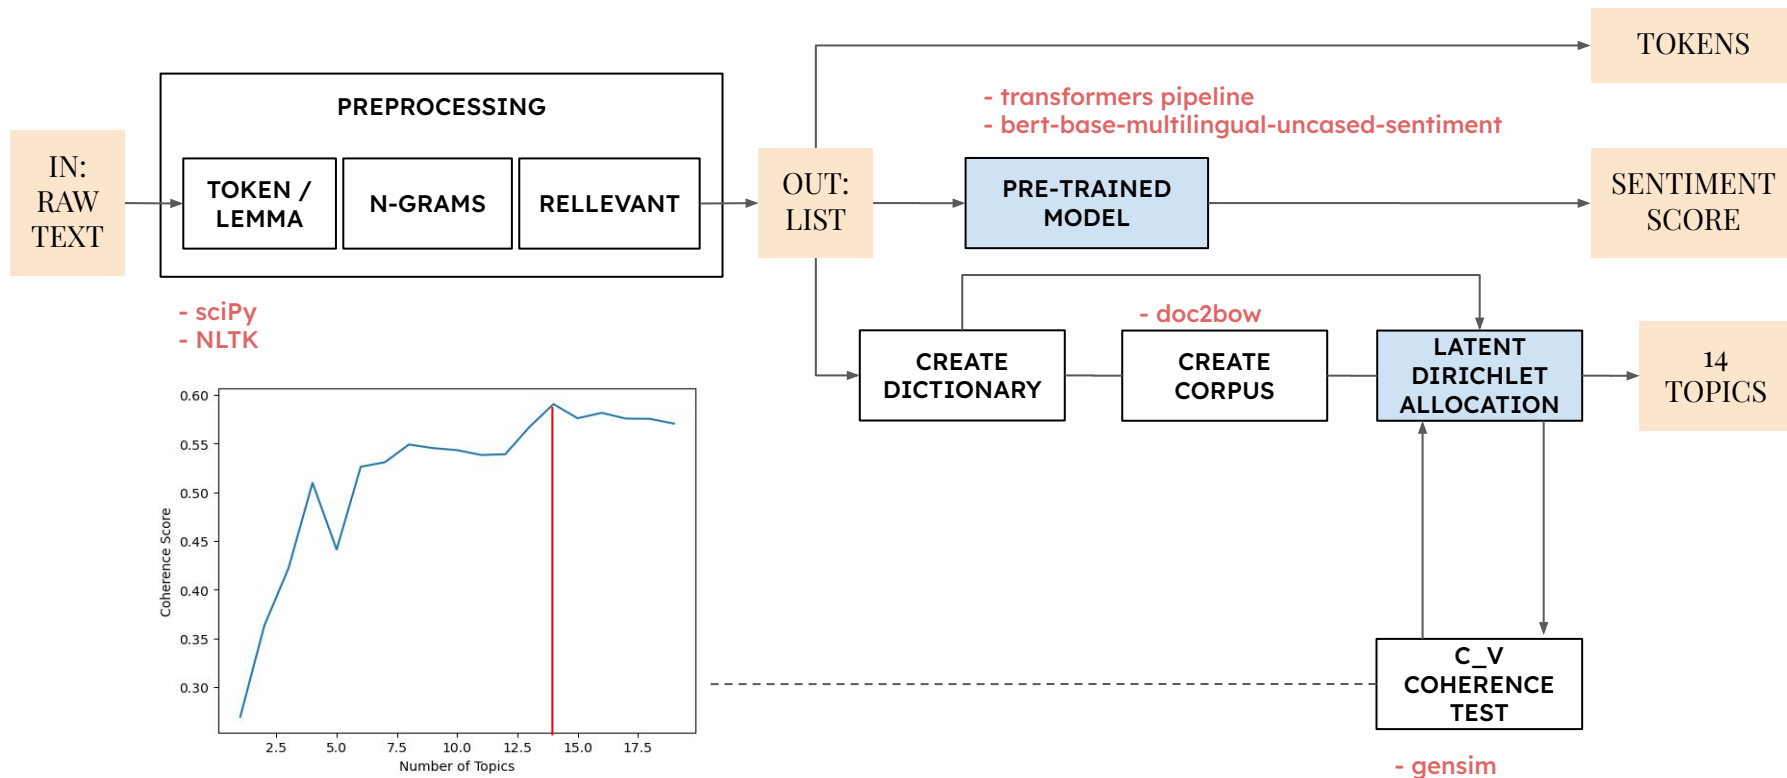 TOKENS
- transformers pipeline
- bert-base-multilingual-uncased-sentiment
PREPROCESSING
IN:
RAW
TEXT
TOKEN /
LEMMA
N-GRAMS
RELLEVANT
OUT:
LIST
PRE-TRAINED
MODEL
SENTIMENT
SCORE
- sciPy
- NLTK
- doc2bow
CREATE
DICTIONARY
CREATE
CORPUS
LATENT
DIRICHLET
ALLOCATION
14
TOPICS
0.60
0.55
0.50
0.45
0.40
0.35
0.30
Coherence Score
2.5 5.0 7.5 10.0 12.5 15.0 17.5
Number of Topics
C_V
COHERENCE
TEST
- gensim